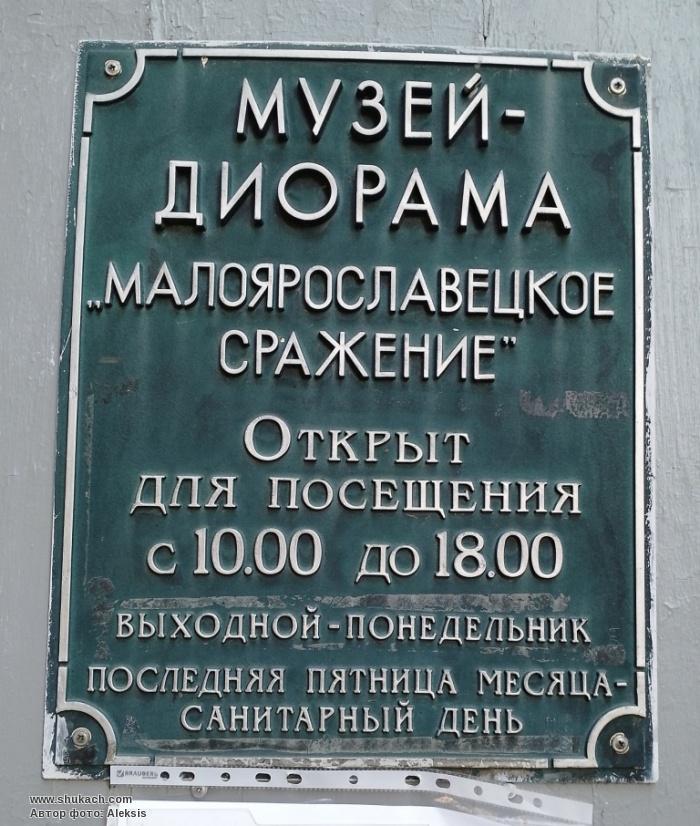 МУЗЕЙ-
ДИОРАМА
„МАЛОЯРОСЛАВЕЦКОЕ
СРАЖЕНИЕ”
ОТКРЫТ
ДЛЯ ПОСЕЩЕНИЯ
С 10.00 ДО 18.00
ВЫХОДНОЙ-ПОНЕДЕЛЬНИК
ПОСЛЕДНЯЯ ПЯТНИЦА МЕСЯЦА-
САНИТАРНЫЙ ДЕНЬ
BRAUBERG
www.shukach.com
Автор фото: Aleksis